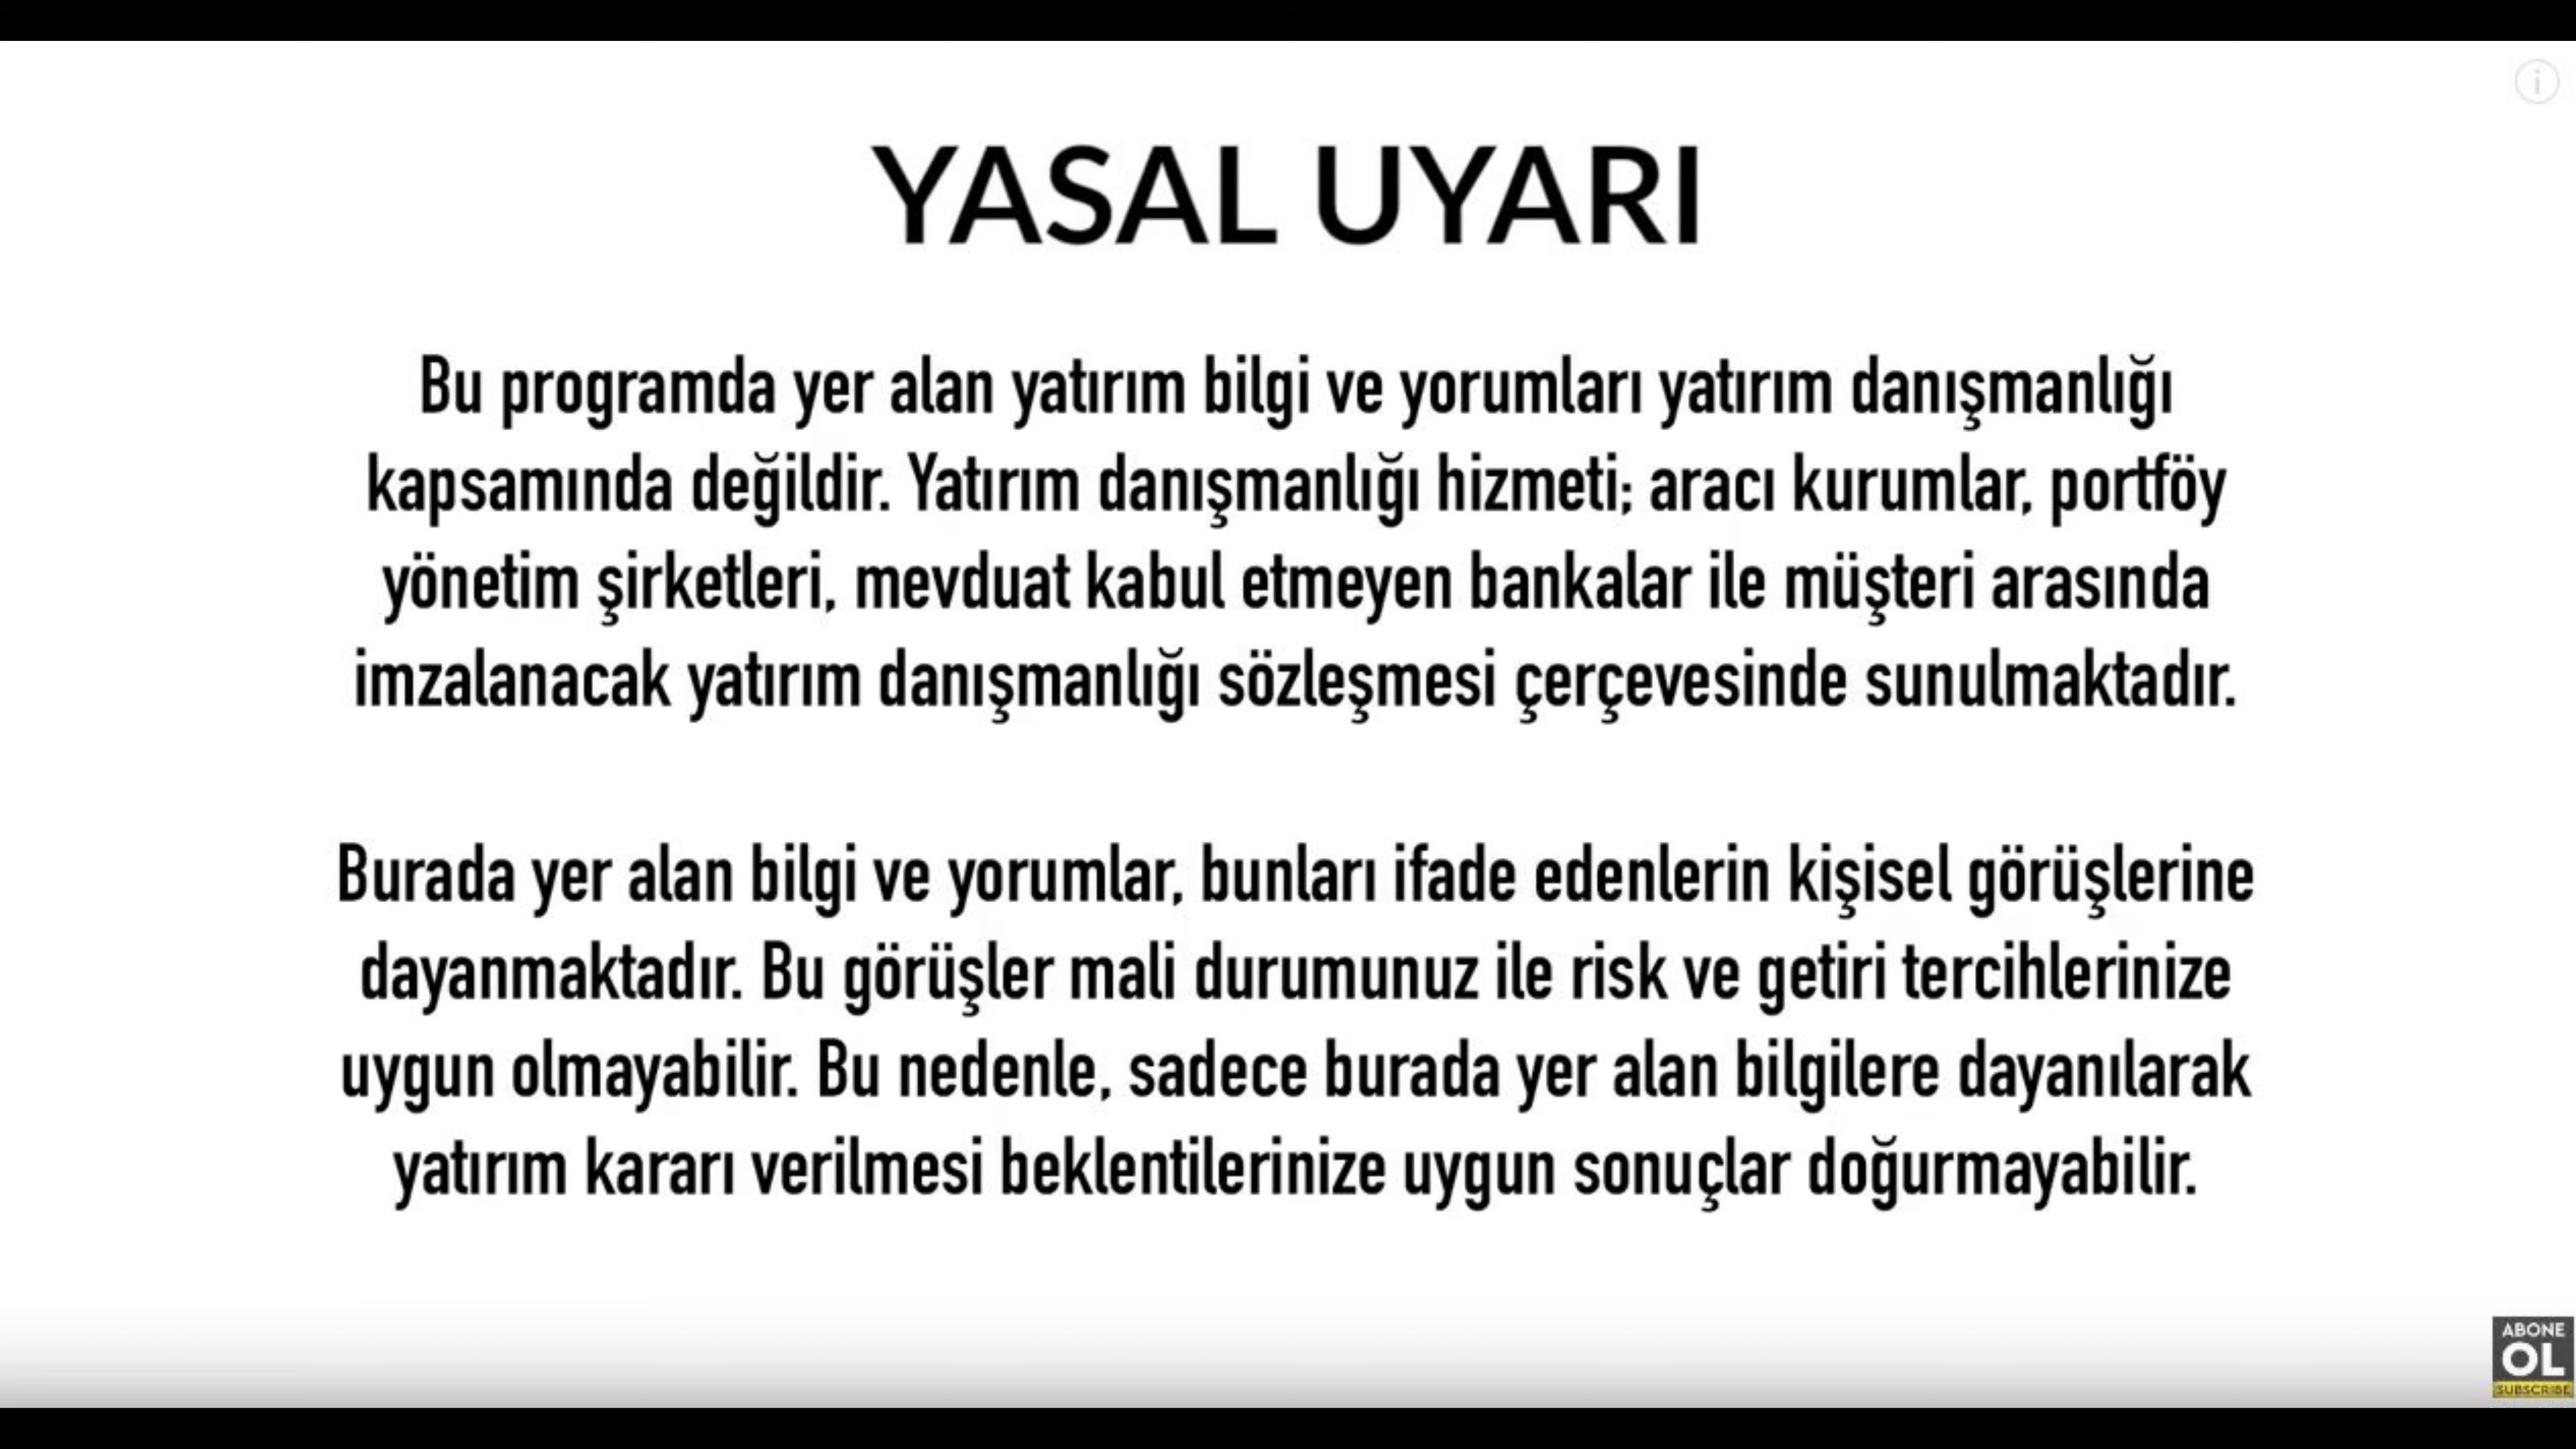 YASAL UYARI
Bu programda yer alan yatırım bilgi ve yorumları yatırım danışmanlığı
kapsamında değildir. Yatırım danışmanlığı hizmeti; aracı kurumlar, portföy
yönetim şirketleri, mevduat kabul etmeyen bankalar ile müşteri arasında
imzalanacak yatırım danışmanlığı sözleşmesi çerçevesinde sunulmaktadır.
Burada yer alan bilgi ve yorumlar, bunları ifade edenlerin kişisel görüşlerine
dayanmaktadır. Bu görüşler mali durumunuz ile risk ve getiri tercihlerinize
uygun olmayabilir. Bu nedenle, sadece burada yer alan bilgilere dayanılarak
yatırım kararı verilmesi beklentilerinize uygun sonuçlar doğurmayabilir.
ABONE
OL
SUBSCRIBE